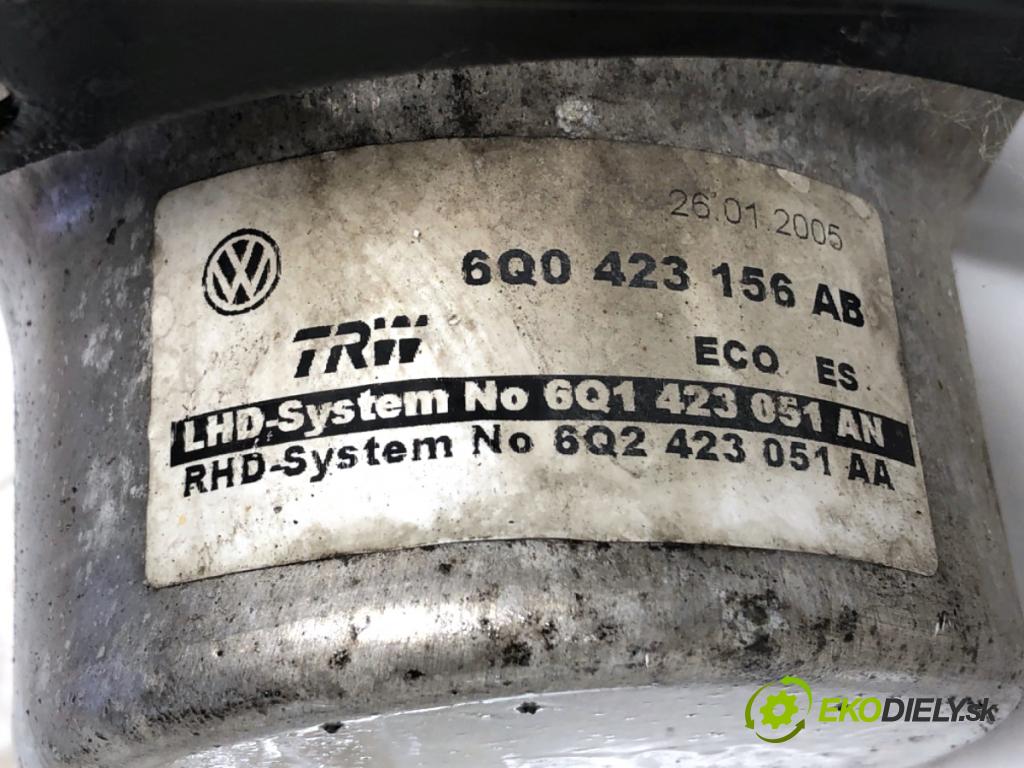 26.01.2005
6Q0 423 156 AB
TRW
ECO ES
LHD-System No 6Q1 423 051 AN
RHD-System No 6Q2 423 051 AA
EKODIELY.sk